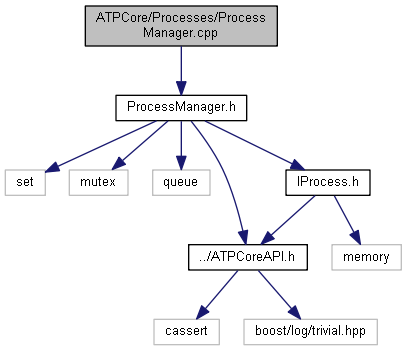 ATPCore/Processes/Process
Manager.cpp
ProcessManager.h
set
mutex
queue
IProcess.h
../ATPCoreAPI.h
memory
cassert
boost/log/trivial.hpp